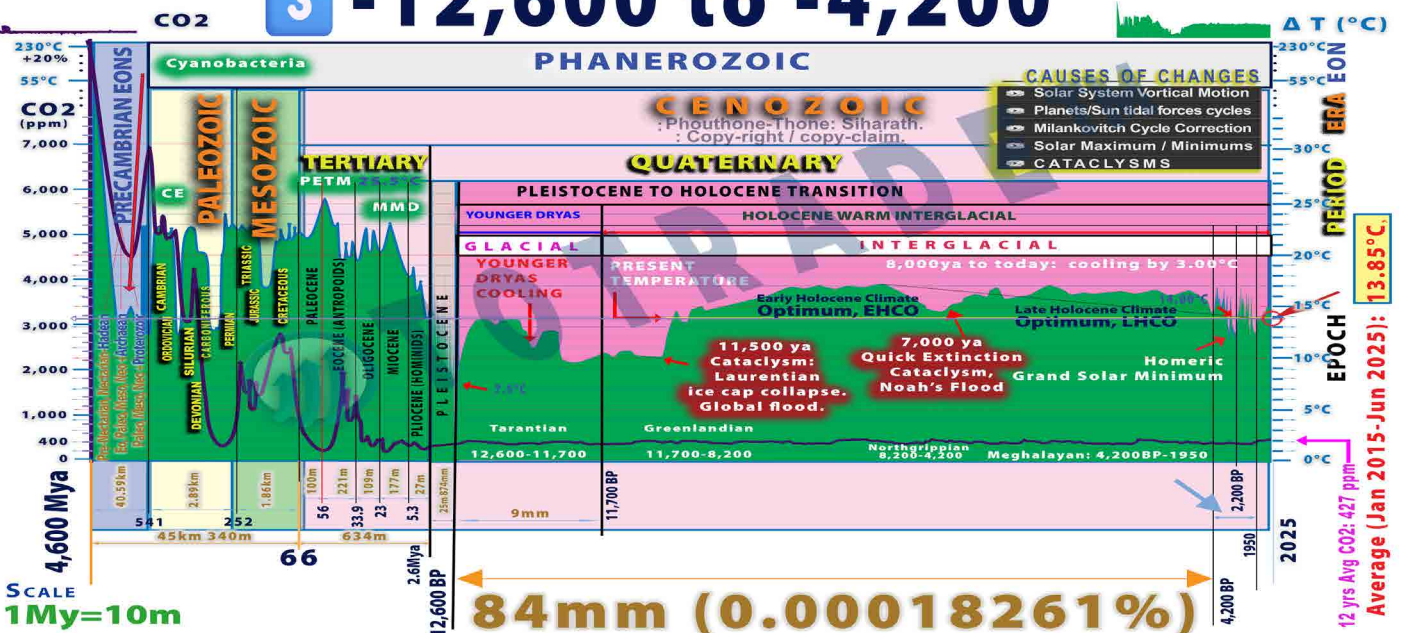 3 -12,600 to -4,200
CO2
Δ T (°C)
230°C
+20%
55°C
CO2
(ppm)
7,000
6,000
5,000
4,000
3,000
2,000
1,000
400
0
PRECAMBRIAN EONS
Cyanobacteria
PHANEROZOIC
CENOZOIC
: Phouthone-Thone: Siharath.
: Copy-right / copy-claim.
CAUSES OF CHANGES
Solar System Vortical Motion
Planets/Sun tidal forces cycles
Milankovitch Cycle Correction
Solar Maximum / Minimums
CATACLYSMS
230°C
55°C
30°C
25°C
20°C
15°C
10°C
5°C
0°C
EON
ERA
PERIOD
EPOCH
PALEOZOIC
MESOZOIC
CE
TERTIARY
QUATERNARY
PETM 25.5°C
MMD
PLEISTOCENE TO HOLOCENE TRANSITION
YOUNGER DRYAS
HOLOCENE WARM INTERGLACIAL
GLACIAL
INTERGLACIAL
YOUNGER
DRYAS
COOLING
PRESENT
TEMPERATURE
8,000ya to today: cooling by 3.00°C
14.00°C
Early Holocene Climate
Optimum, EHCO
Late Holocene Climate
Optimum, LHCO
11,500 ya
Cataclysm:
Laurentian
ice cap collapse.
Global flood.
7,000 ya
Quick Extinction
Cataclysm,
Noah's Flood
Homeric
Grand Solar Minimum
CAMBRIAN
ORDOVICIAN
SILURIAN
DEVONIAN
CARBONIFEROUS
PERMIAN
TRIASSIC
JURASSIC
CRETACEOUS
PALEOCENE
EOCENE (ANTROPOIDS)
OLIGOCENE
MIOCENE
PLIOCENE (HOMINIDS)
PLEISTOCENE
Tarantian
12,600-11,700
Greenlandian
11,700-8,200
Northgrippian
8,200-4,200
Meghalayan: 4,200BP-1950
40.59km
2.89km
1.86km
100m
221m
109m
177m
27m
25m874mm
9mm
4,600 Mya
541
252
66
56
33.9
23
5.3
2.6Mya
12,600 BP
11,700 BP
4,200 BP
2,200 BP
1950
2025
45km 340m
634m
SCALE
1My=10m
84mm (0.00018261%)
12 yrs Avg CO2: 427 ppm
Average (Jan 2015-Jun 2025): 13.85°C,